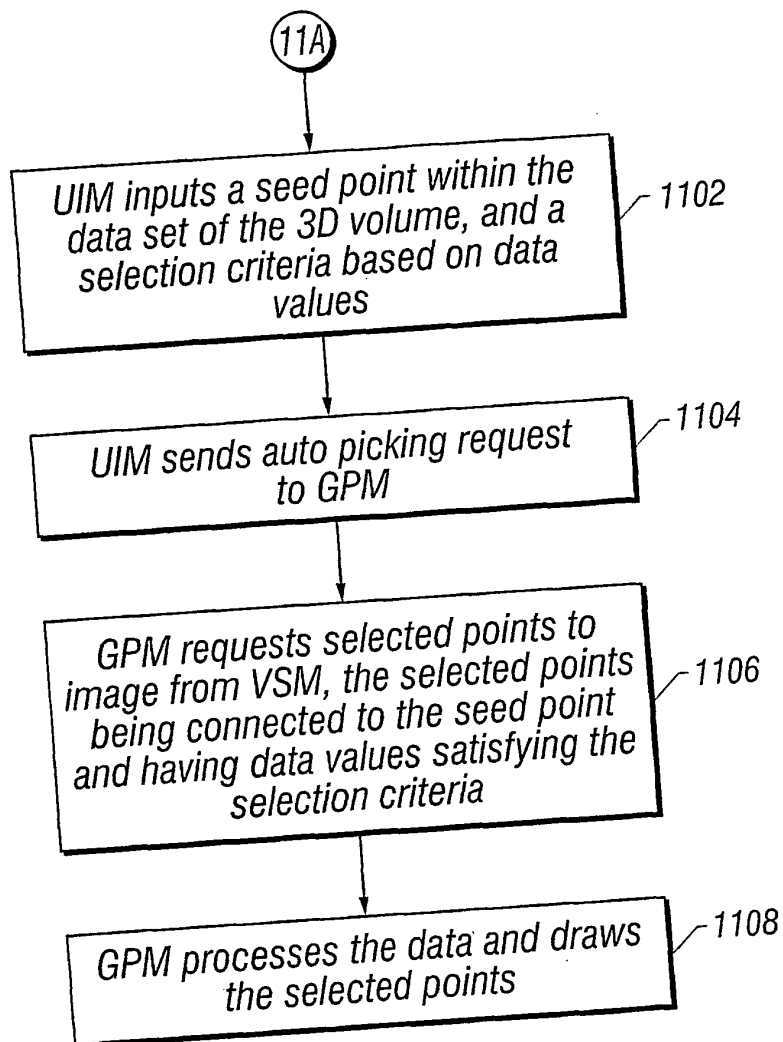 11A
UIM inputs a seed point within the
data set of the 3D volume, and a
selection criteria based on data
values
1102
UIM sends auto picking request
to GPM
1104
GPM requests selected points to
image from VSM, the selected points
being connected to the seed point
and having data values satisfying the
selection criteria
1106
GPM processes the data and draws
the selected points
1108